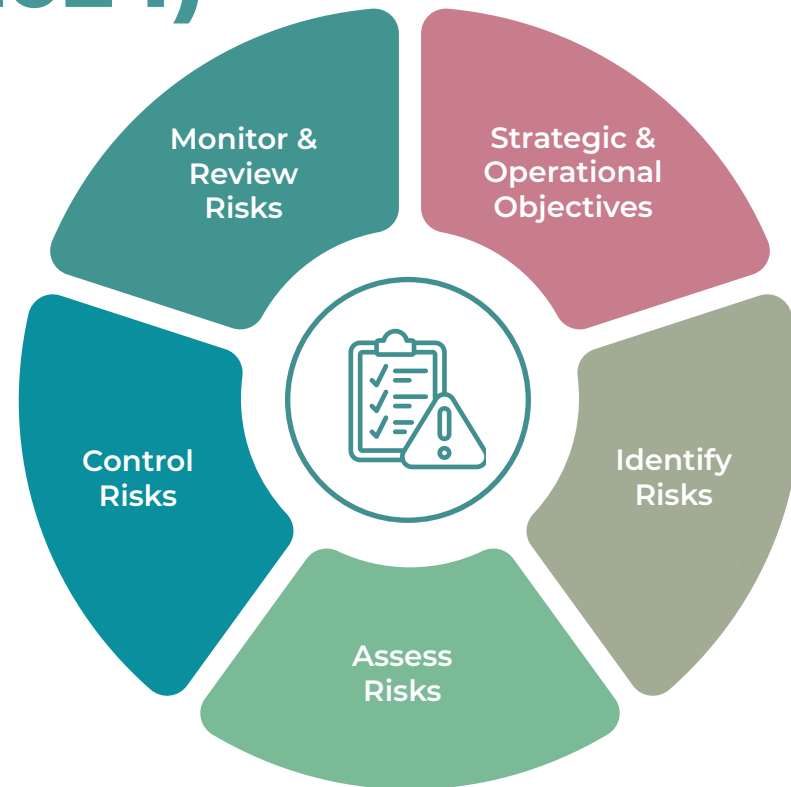 Monitor &
Review
Risks
Strategic &
Operational
Objectives
Control
Risks
Identify
Risks
Assess
Risks